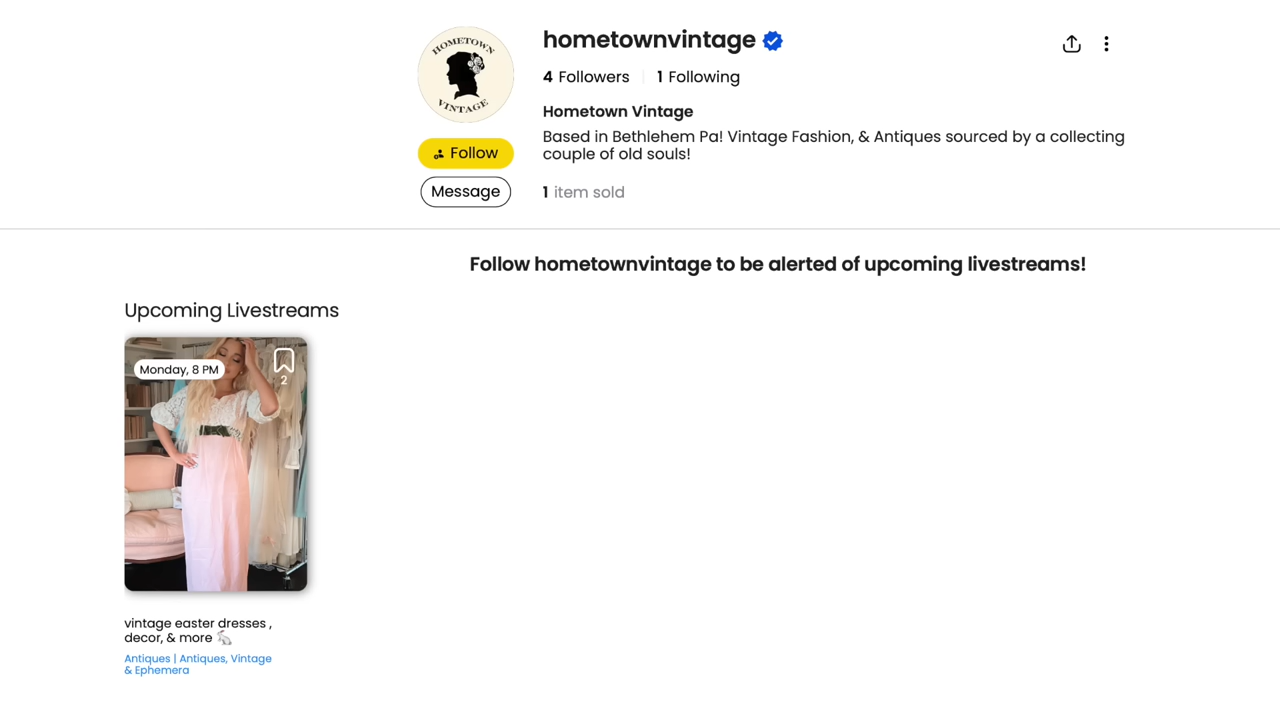 HOMETOWN
VINTAGE
hometownvintage
4 Followers 1 Following
Hometown Vintage
Based in Bethlehem Pa! Vintage Fashion, & Antiques sourced by a collecting
couple of old souls!
Follow
Message
1 item sold
Follow hometownvintage to be alerted of upcoming livestreams!
Upcoming Livestreams
Monday, 8 PM
2
vintage easter dresses ,
decor, & more 🐇
Antiques | Antiques, Vintage
& Ephemera